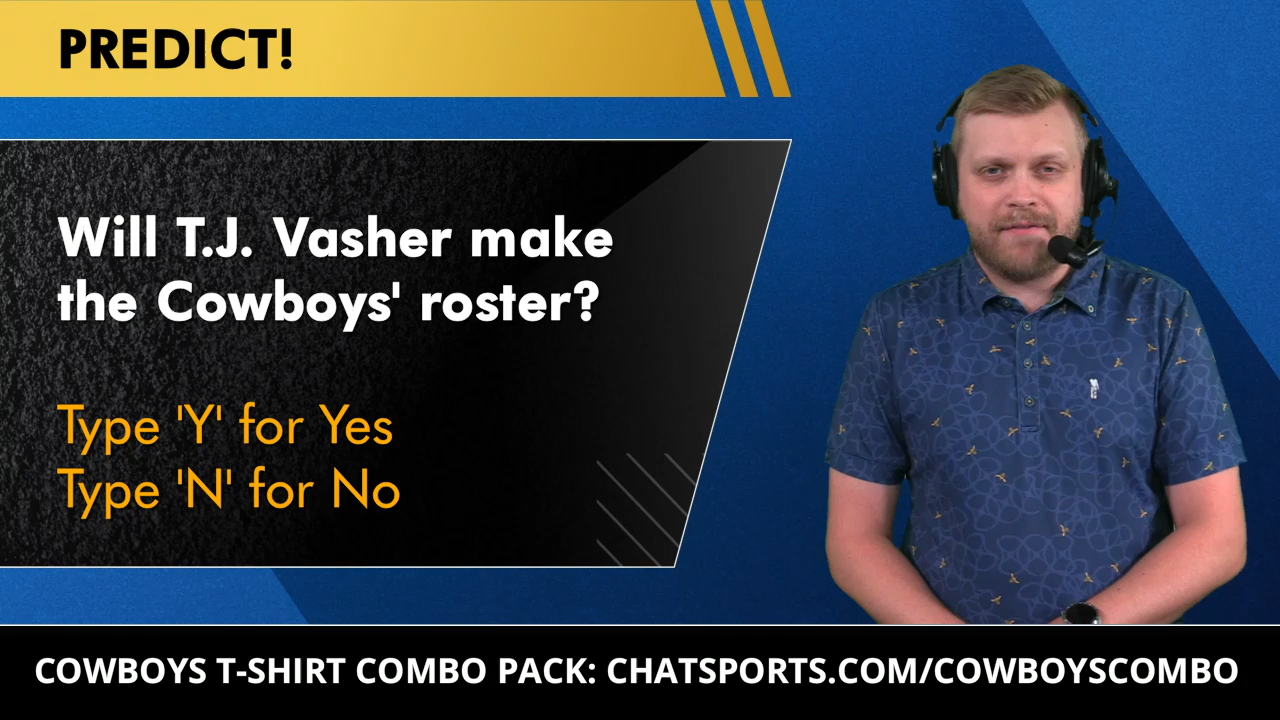 PREDICT!
Will T.J. Vasher make
the Cowboys' roster?
Type 'Y' for Yes
Type 'N' for No
COWBOYS T-SHIRT COMBO PACK: CHATSPORTS.COM/COWBOYSCOMBO